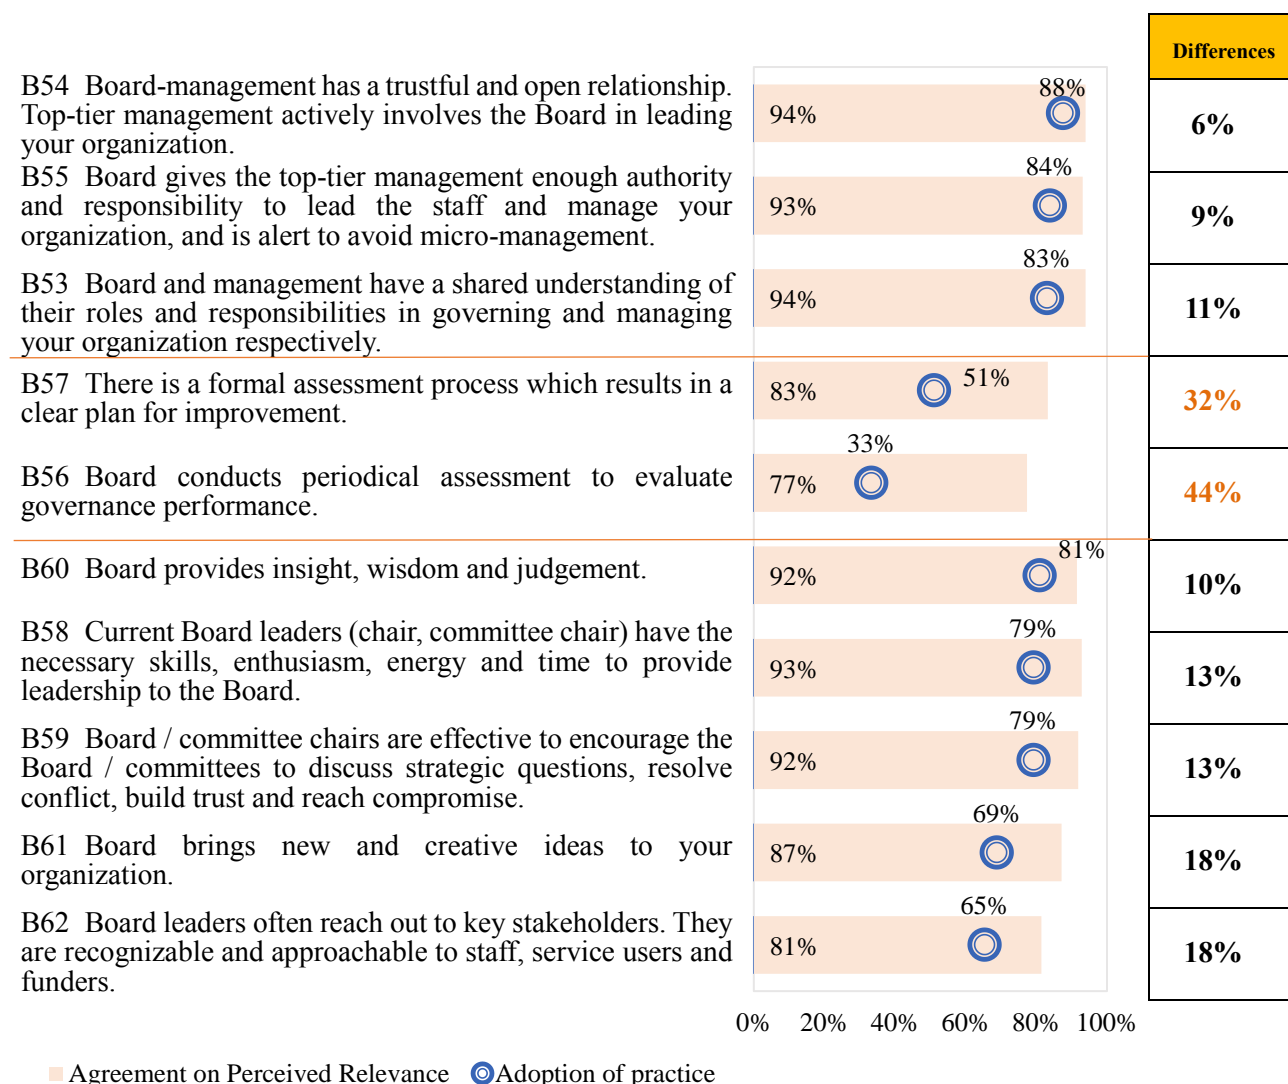 Differences
B54 Board-management has a trustful and open relationship.
Top-tier management actively involves the Board in leading
your organization.
94%
88%
6%
B55 Board gives the top-tier management enough authority
and responsibility to lead the staff and manage your
organization, and is alert to avoid micro-management.
93%
84%
9%
B53 Board and management have a shared understanding of
their roles and responsibilities in governing and managing
your organization respectively.
94%
83%
11%
B57 There is a formal assessment process which results in a
clear plan for improvement.
83%
51%
32%
B56 Board conducts periodical assessment to evaluate
governance performance.
77%
33%
44%
B60 Board provides insight, wisdom and judgement.
92%
81%
10%
B58 Current Board leaders (chair, committee chair) have the
necessary skills, enthusiasm, energy and time to provide
leadership to the Board.
93%
79%
13%
B59 Board / committee chairs are effective to encourage the
Board / committees to discuss strategic questions, resolve
conflict, build trust and reach compromise.
92%
79%
13%
B61 Board brings new and creative ideas to your
organization.
87%
69%
18%
B62 Board leaders often reach out to key stakeholders. They
are recognizable and approachable to staff, service users and
funders.
81%
65%
18%
0% 20% 40% 60% 80% 100%
Agreement on Perceived Relevance Adoption of practice